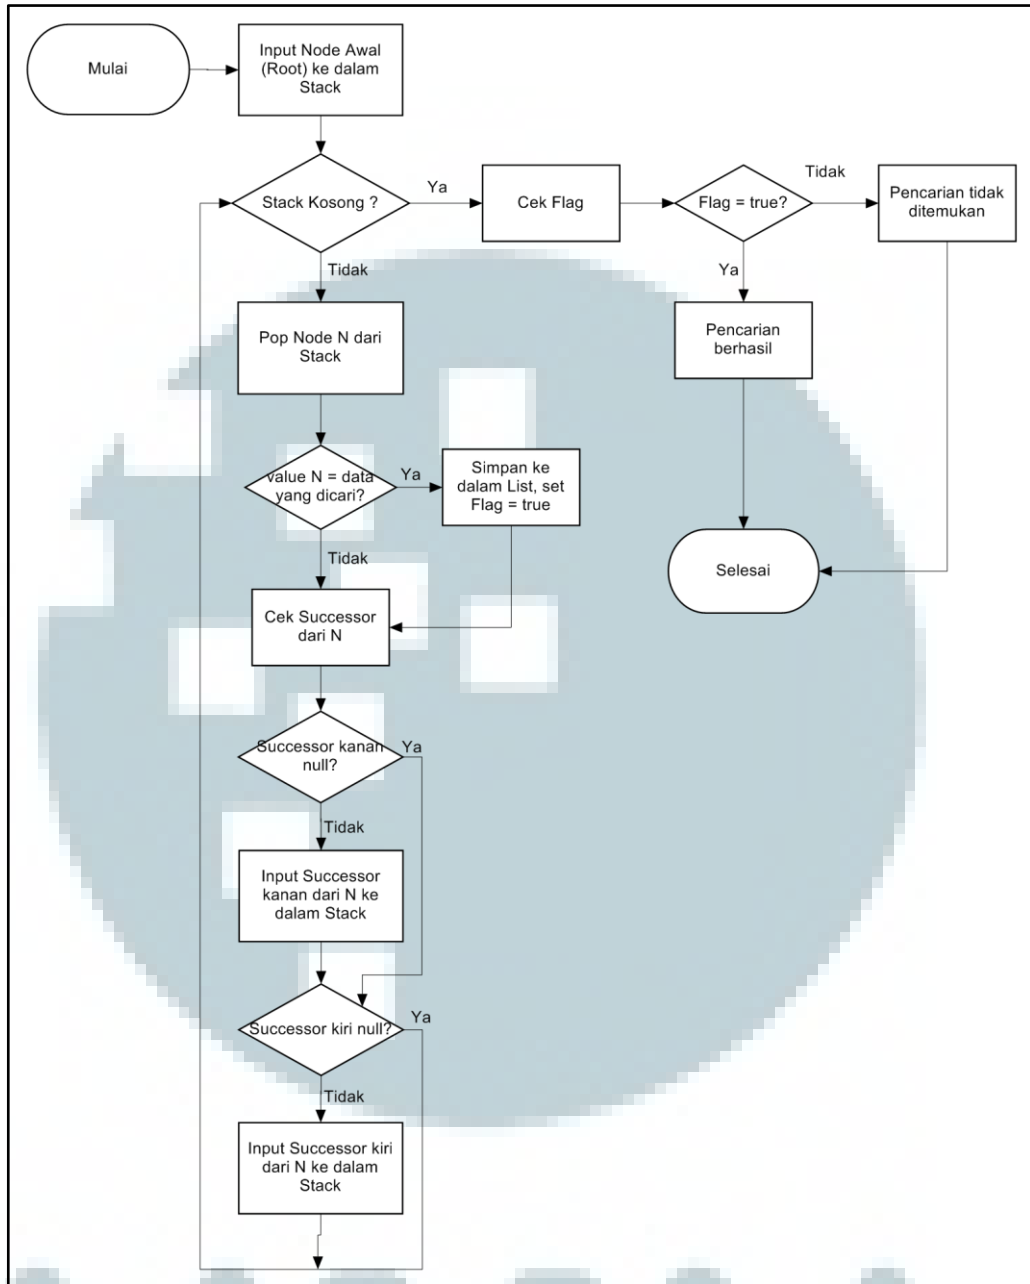 Mulai
Input Node Awal
(Root) ke dalam
Stack
Stack Kosong ?
Ya
Cek Flag
Flag = true?
Tidak
Pencarian tidak
ditemukan
Tidak
Ya
Pop Node N dari
Stack
Pencarian
berhasil
value N = data
yang dicari?
Ya
Simpan ke
dalam List, set
Flag = true
Tidak
Selesai
Cek Successor
dari N
Successor kanan
null?
Ya
Tidak
Input Successor
kanan dari N ke
dalam Stack
Successor kiri null?
Ya
Tidak
Input Successor kiri
dari N ke dalam
Stack